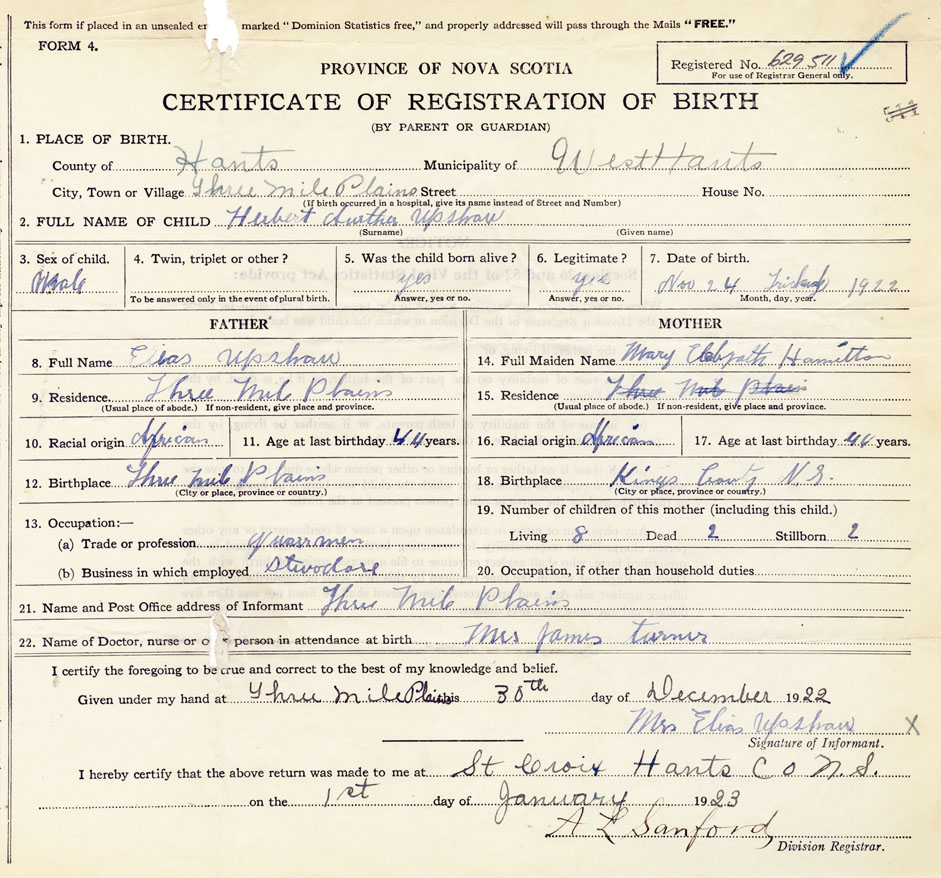 This form if placed in an unsealed marked "Dominion Statistics free," and properly addressed will pass through the Mails "FREE."
FORM 4.
Registered No. 629511
For use of Registrar General only.
PROVINCE OF NOVA SCOTIA
CERTIFICATE OF REGISTRATION OF BIRTH
(BY PARENT OR GUARDIAN)
1. PLACE OF BIRTH.
County of Hants Municipality of West Hants
City, Town or Village Three Mile Plains Street House No.
(If birth occurred in a hospital, give its name instead of Street and Number)
2. FULL NAME OF CHILD Herbert Aurther Upshaw
(Surname) (Given name)
3. Sex of child. 4. Twin, triplet or other? 5. Was the child born alive? 6. Legitimate? 7. Date of birth.
Male yes yes Nov 24 1922
To be answered only in the event of plural birth. Answer, yes or no. Answer, yes or no. Month, day, year.
FATHER MOTHER
8. Full Name Elias Upshaw 14. Full Maiden Name Mary Hamilton
9. Residence. Three Mile Plains 15. Residence Three Mile Plains
(Usual place of abode.) If non-resident, give place and province. (Usual place of abode.) If non-resident, give place and province.
10. Racial origin African 11. Age at last birthday 44 years. 16. Racial origin African 17. Age at last birthday 44 years.
12. Birthplace Three Mile Plains 18. Birthplace Kings N.S.
(City or place, province or country.) (City or place, province or country.)
13. Occupation:— 19. Number of children of this mother (including this child.)
(a) Trade or profession Living 8 Dead 2 Stillborn 2
(b) Business in which employed Stevodore 20. Occupation, if other than household duties
21. Name and Post Office address of Informant Three Mile Plains
22. Name of Doctor, nurse or person in attendance at birth Mrs James Turner
I certify the foregoing to be true and correct to the best of my knowledge and belief.
Given under my hand at Three Mile Plains this 30th day of December 1922
Mrs Elias Upshaw X
Signature of Informant.
I hereby certify that the above return was made to me at St Croix Hants Co N.S.
on the 1st day of January 1923
A L Sanford
Division Registrar.